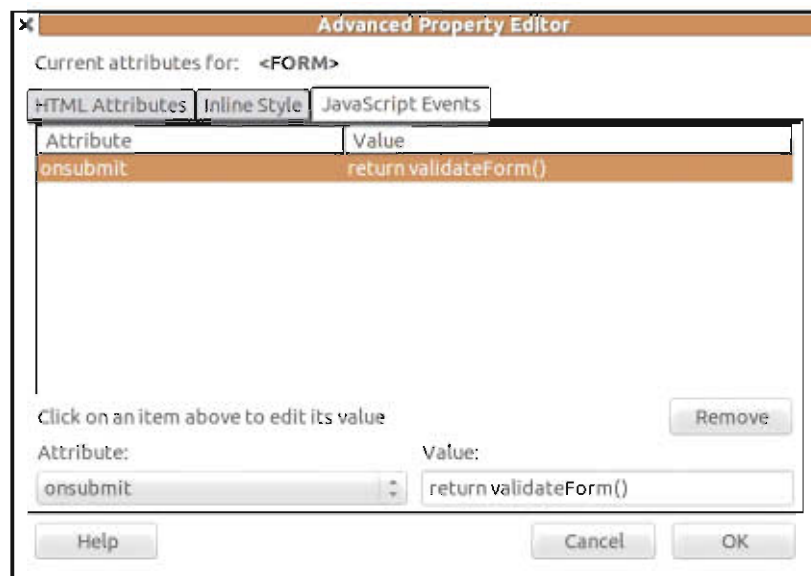 Advanced Property Editor
Current attributes for: <FORM>
HTML Attributes Inline Style JavaScript Events
Attribute Value
onsubmit return validateForm()
Click on an item above to edit its value Remove
Attribute: Value:
onsubmit return validateForm()
Help Cancel OK